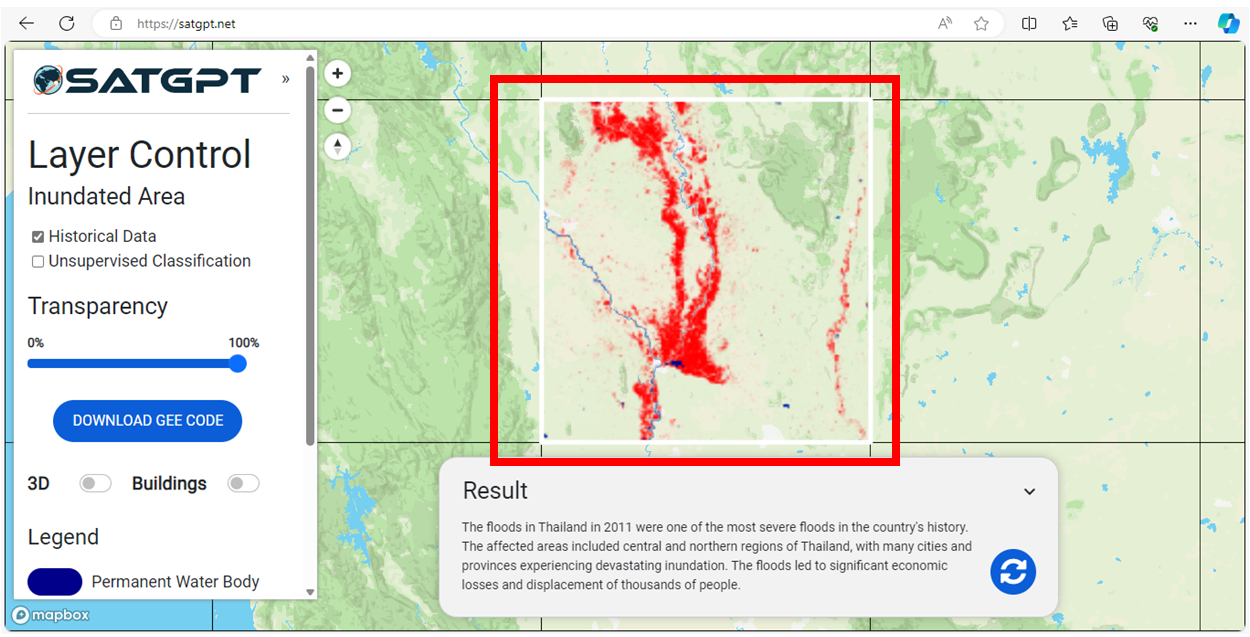 https://satgpt.net
SATGPT
»
Layer Control
Inundated Area
Historical Data
Unsupervised Classification
Transparency
0% 100%
DOWNLOAD GEE CODE
3D Buildings
Legend
Permanent Water Body
mapbox
Result
The floods in Thailand in 2011 were one of the most severe floods in the country's history.
The affected areas included central and northern regions of Thailand, with many cities and
provinces experiencing devastating inundation. The floods led to significant economic
losses and displacement of thousands of people.